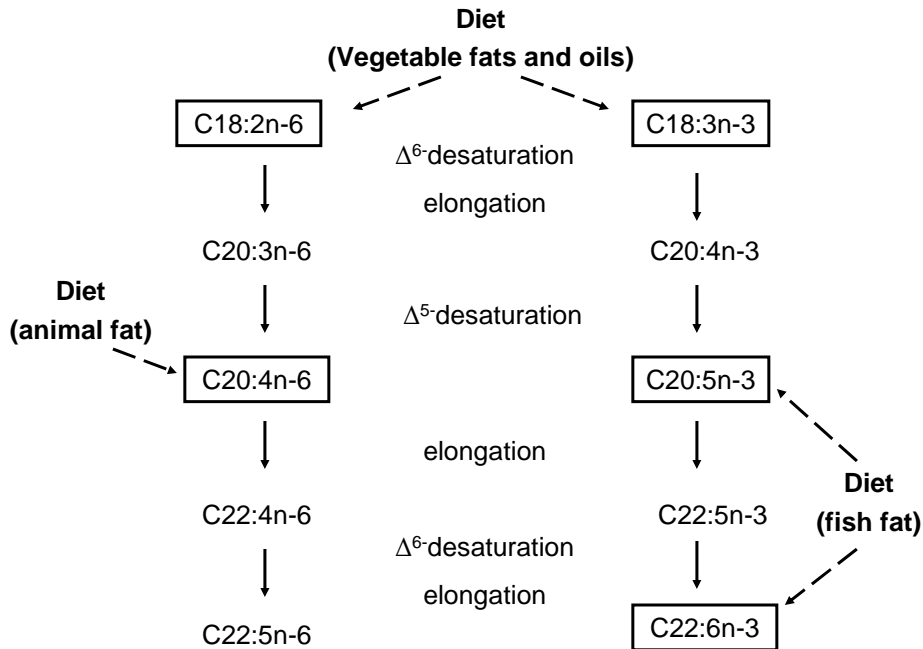 Diet
(Vegetable fats and oils)
C18:2n-6
C18:3n-3
Δ6-desaturation
elongation
C20:3n-6
C20:4n-3
Diet
(animal fat)
Δ5-desaturation
C20:4n-6
C20:5n-3
elongation
Diet
(fish fat)
C22:4n-6
C22:5n-3
Δ6-desaturation
elongation
C22:5n-6
C22:6n-3